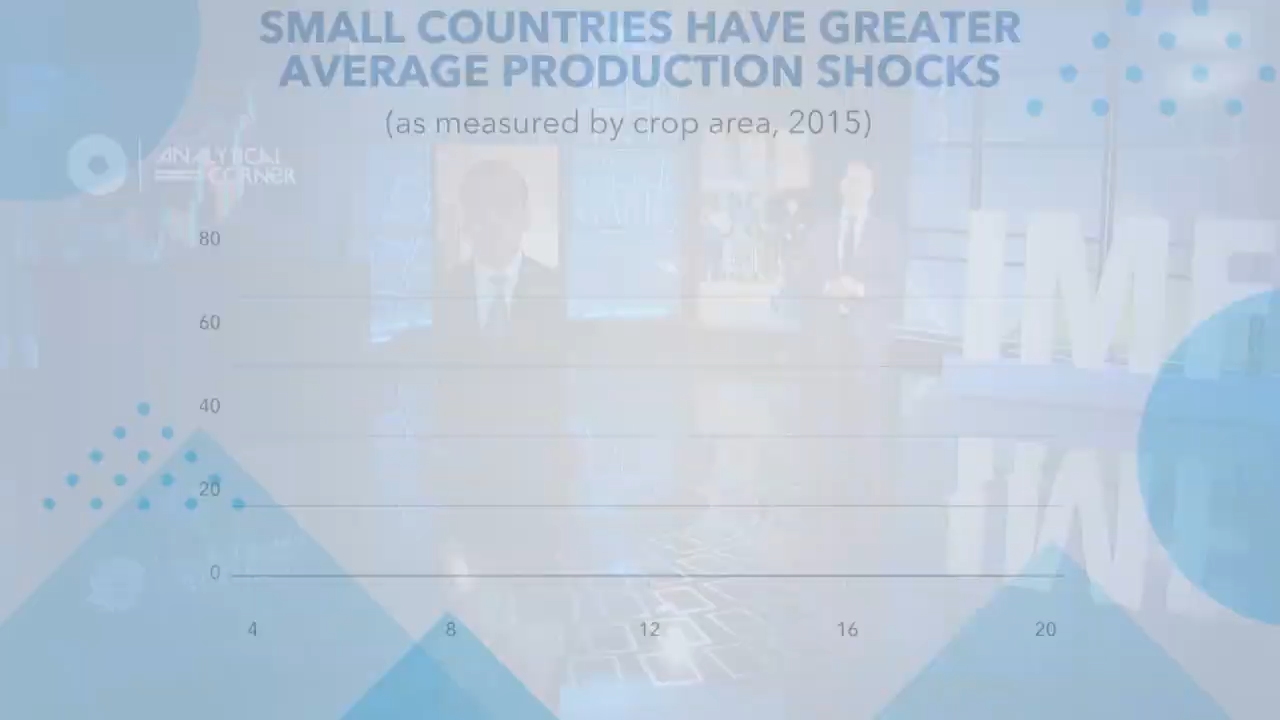 SMALL COUNTRIES HAVE GREATER
AVERAGE PRODUCTION SHOCKS
(as measured by crop area, 2015)
ANALYTICAL
CORNER
IMF
80
60
40
20
0
4 8 12 16 20